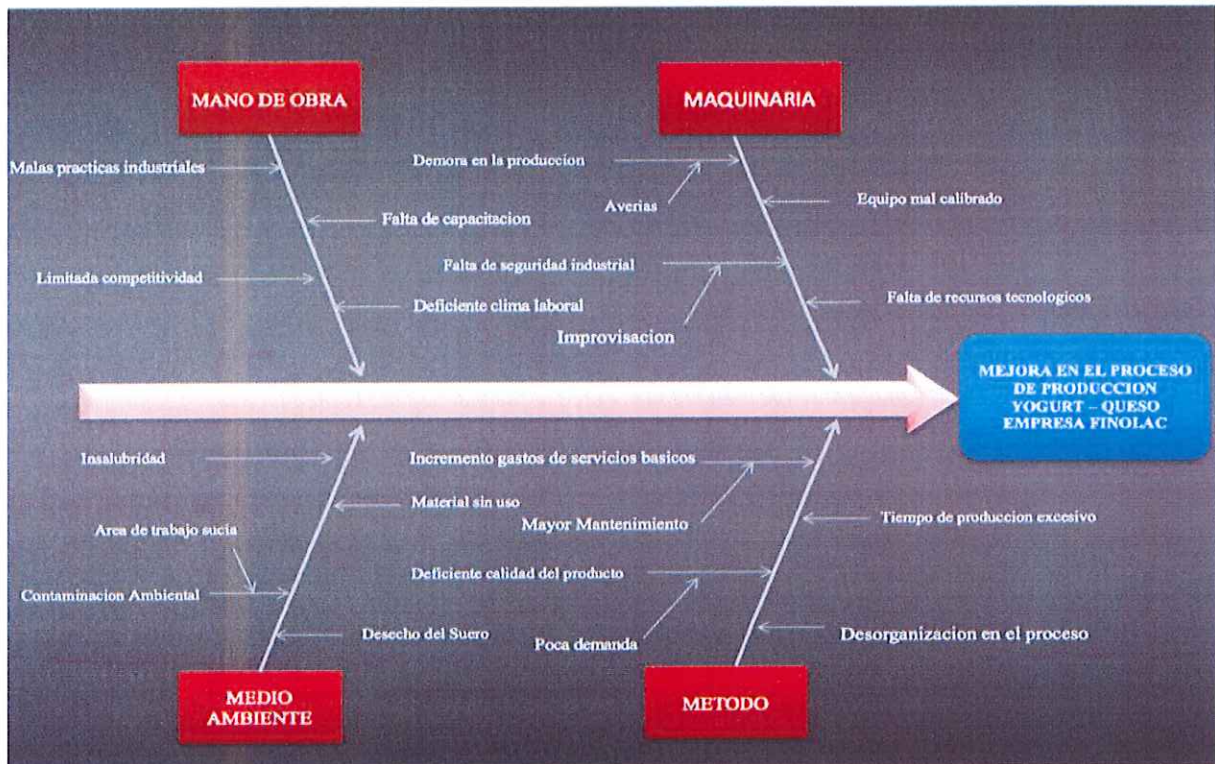 MANO DE OBRA
MAQUINARIA
Malas practicas industriales
Falta de capacitacion
Limitada competitividad
Deficiente clima laboral
Demora en la produccion
Averias
Equipo mal calibrado
Falta de seguridad industrial
Improvisacion
Falta de recursos tecnologicos
MEJORA EN EL PROCESO
DE PRODUCCION
YOGURT – QUESO
EMPRESA FINOLAC
Insalubridad
Material sin uso
Area de trabajo sucia
Contaminacion Ambiental
Desecho del Suero
Incremento gastos de servicios basicos
Mayor Mantenimiento
Tiempo de produccion excesivo
Deficiente calidad del producto
Poca demanda
Desorganizacion en el proceso
MEDIO
AMBIENTE
METODO